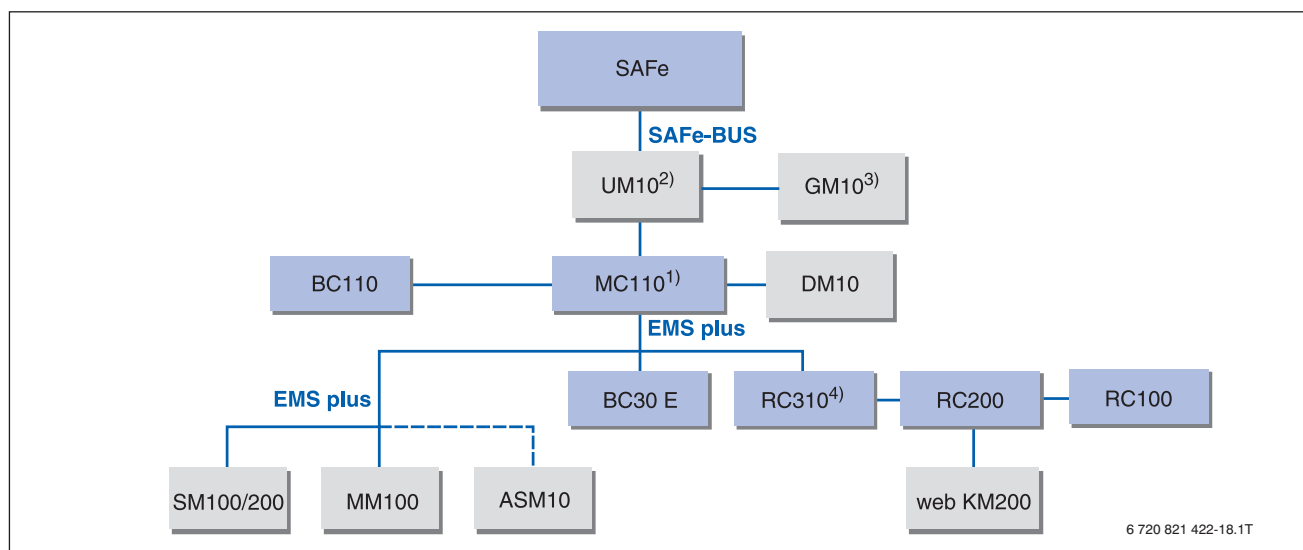 SAFe
SAFe-BUS
UM10²⁾
GM10³⁾
BC110
MC110¹⁾
DM10
EMS plus
EMS plus
BC30 E
RC310⁴⁾
RC200
RC100
SM100/200
MM100
ASM10
web KM200
6 720 821 422-18.1T